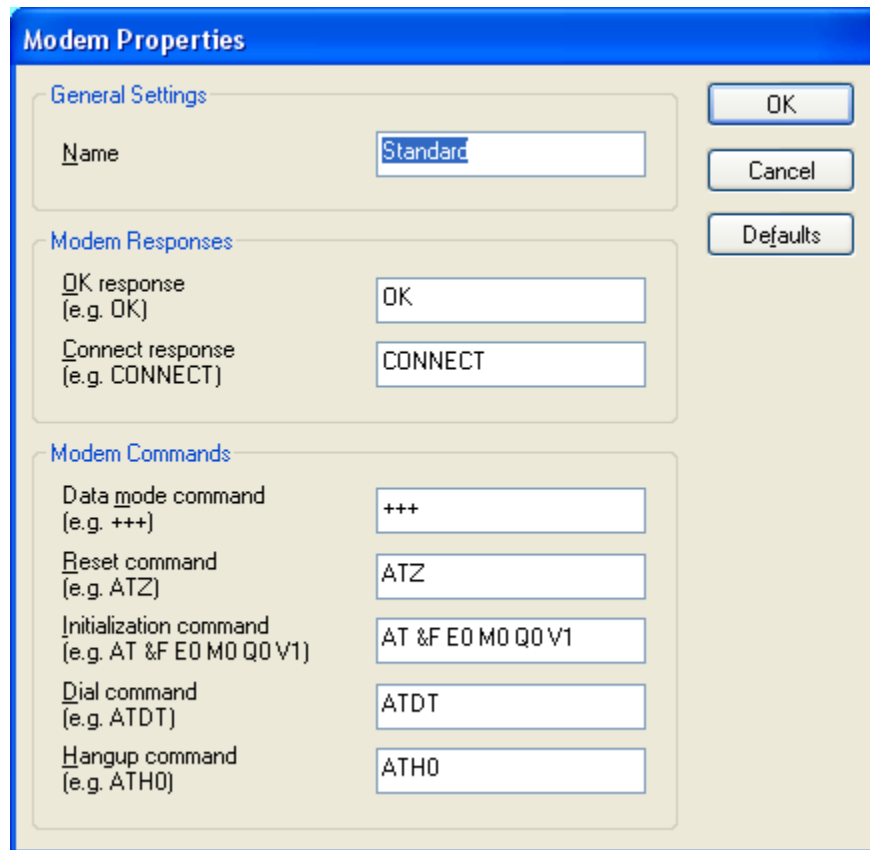 Modem Properties
General Settings
Name
Standard
OK
Cancel
Defaults
Modem Responses
OK response
(e.g. OK)
OK
Connect response
(e.g. CONNECT)
CONNECT
Modem Commands
Data mode command
(e.g. +++)
+++
Reset command
(e.g. ATZ)
ATZ
Initialization command
(e.g. AT &F E0 M0 Q0 V1)
AT &F E0 M0 Q0 V1
Dial command
(e.g. ATDT)
ATDT
Hangup command
(e.g. ATH0)
ATH0